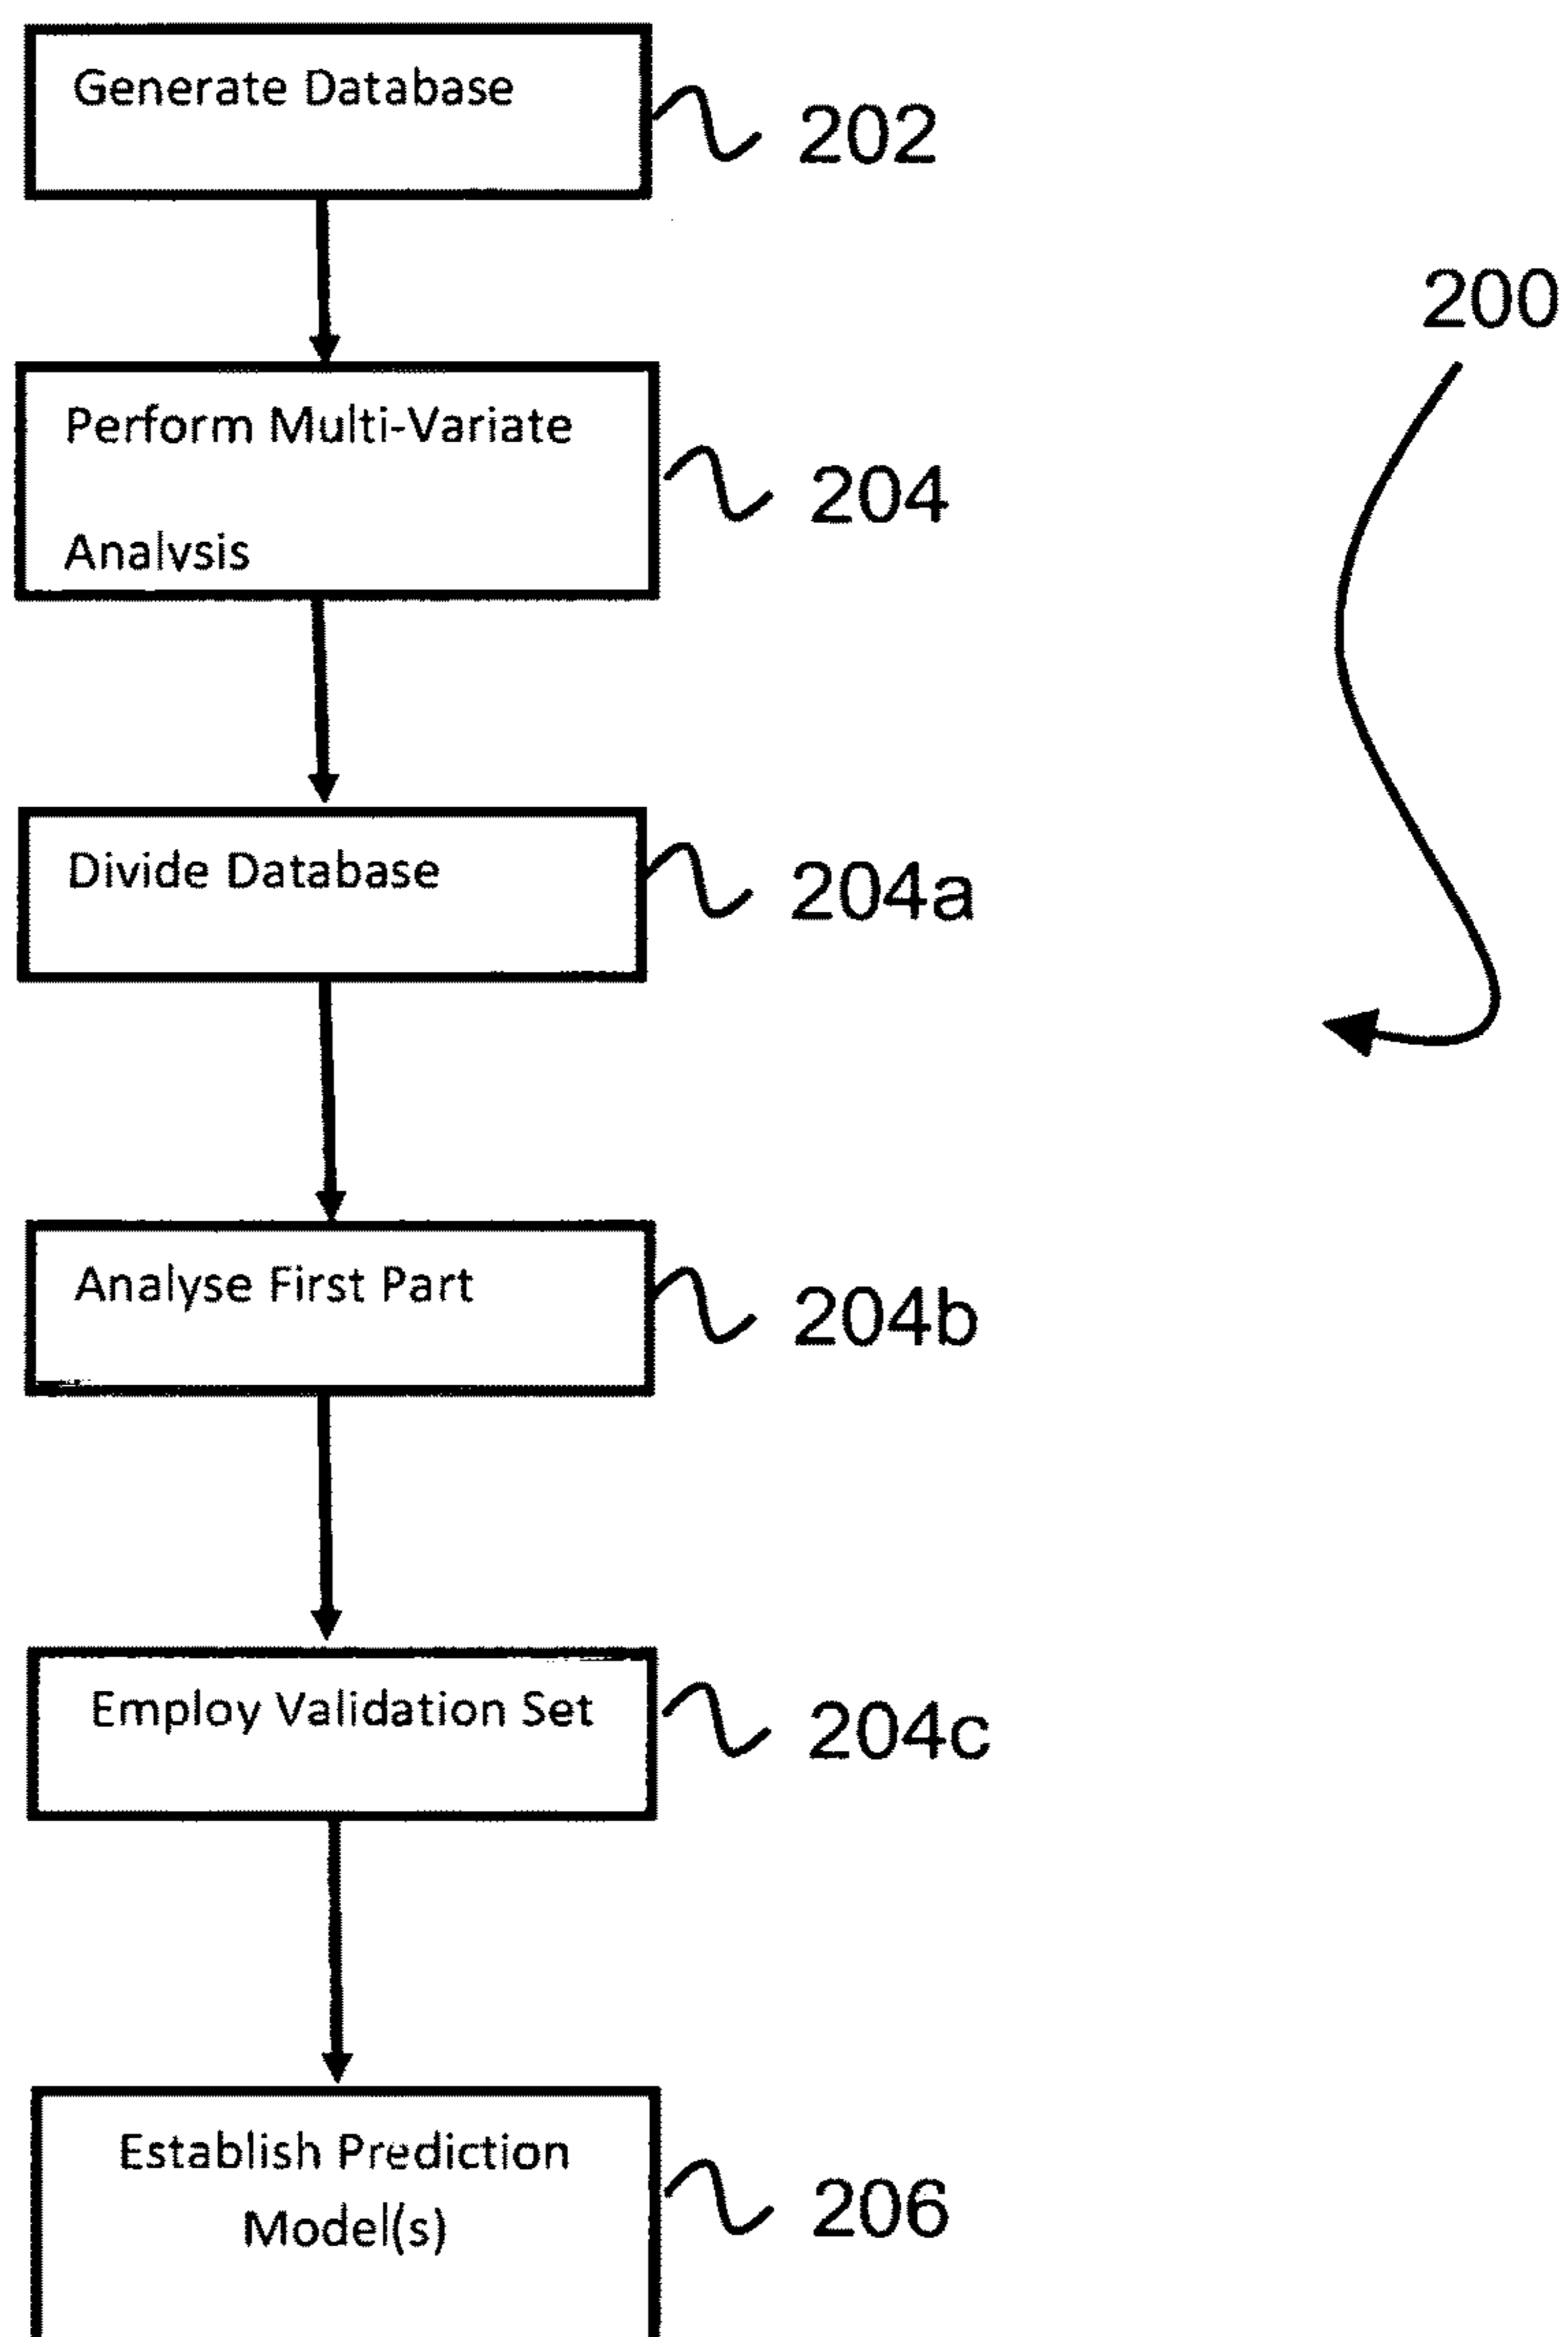 Generate Database
202
200
Perform Multi-Variate
204
Analysis
Divide Database
204a
Analyse First Part
204b
Employ Validation Set
204c
Establish Prediction
Model(s)
206